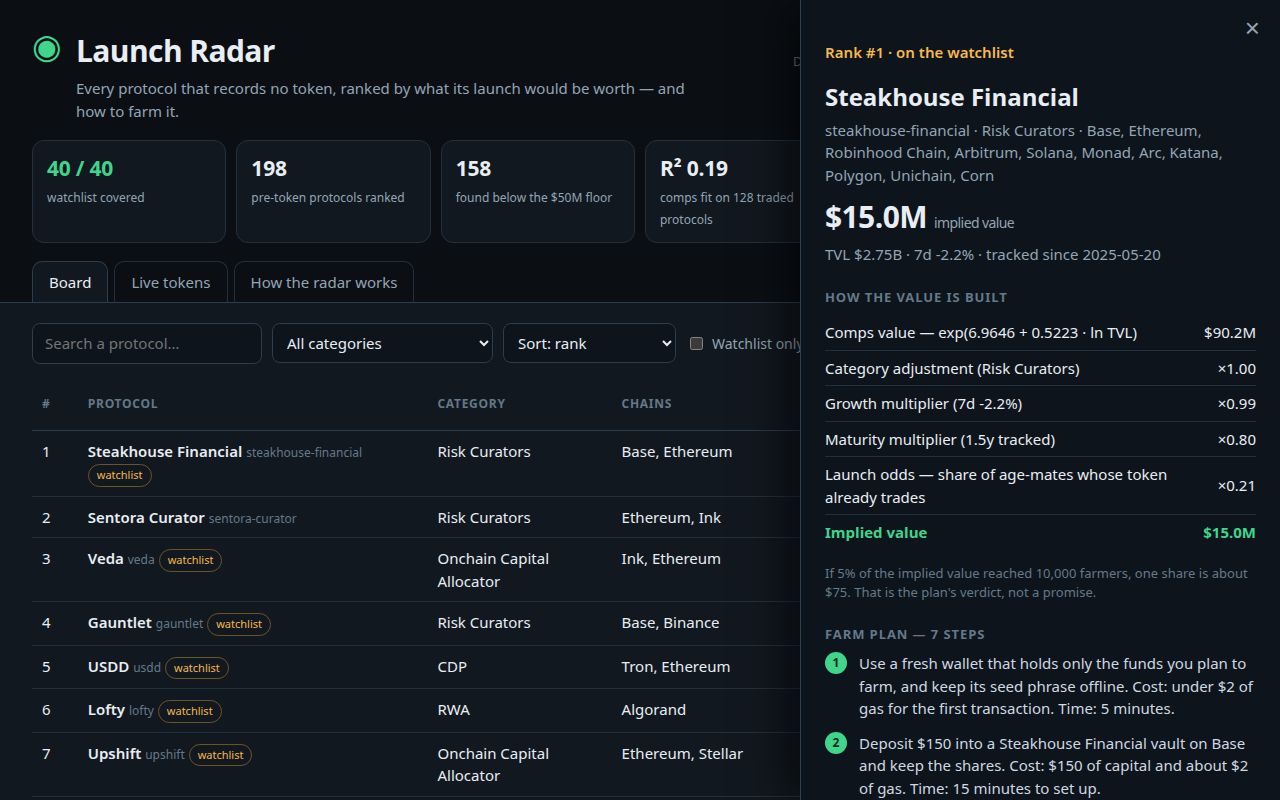 Launch Radar
Every protocol that records no token, ranked by what its launch would be worth — and
how to farm it.
40 / 40
watchlist covered
198
pre-token protocols ranked
158
found below the $50M floor
R² 0.19
comps fit on 128 traded
protocols
Board
Live tokens
How the radar works
Search a protocol...
All categories
Sort: rank
Watchlist only
# PROTOCOL CATEGORY CHAINS
1 Steakhouse Financial steakhouse-financial Risk Curators Base, Ethereum
watchlist
2 Sentora Curator sentora-curator Risk Curators Ethereum, Ink
3 Veda veda watchlist Onchain Capital Ink, Ethereum
Allocator
4 Gauntlet gauntlet watchlist Risk Curators Base, Binance
5 USDD usdd watchlist CDP Tron, Ethereum
6 Lofty lofty watchlist RWA Algorand
7 Upshift upshift watchlist Onchain Capital Ethereum, Stellar
Allocator
×
Rank #1 · on the watchlist
Steakhouse Financial
steakhouse-financial · Risk Curators · Base, Ethereum,
Robinhood Chain, Arbitrum, Solana, Monad, Arc, Katana,
Polygon, Unichain, Corn
$15.0M implied value
TVL $2.75B · 7d -2.2% · tracked since 2025-05-20
HOW THE VALUE IS BUILT
Comps value — exp(6.9646 + 0.5223 · ln TVL) $90.2M
Category adjustment (Risk Curators) ×1.00
Growth multiplier (7d -2.2%) ×0.99
Maturity multiplier (1.5y tracked) ×0.80
Launch odds — share of age-mates whose token
already trades ×0.21
Implied value $15.0M
If 5% of the implied value reached 10,000 farmers, one share is about
$75. That is the plan's verdict, not a promise.
FARM PLAN — 7 STEPS
1 Use a fresh wallet that holds only the funds you plan to
farm, and keep its seed phrase offline. Cost: under $2 of
gas for the first transaction. Time: 5 minutes.
2 Deposit $150 into a Steakhouse Financial vault on Base
and keep the shares. Cost: $150 of capital and about $2
of gas. Time: 15 minutes to set up.